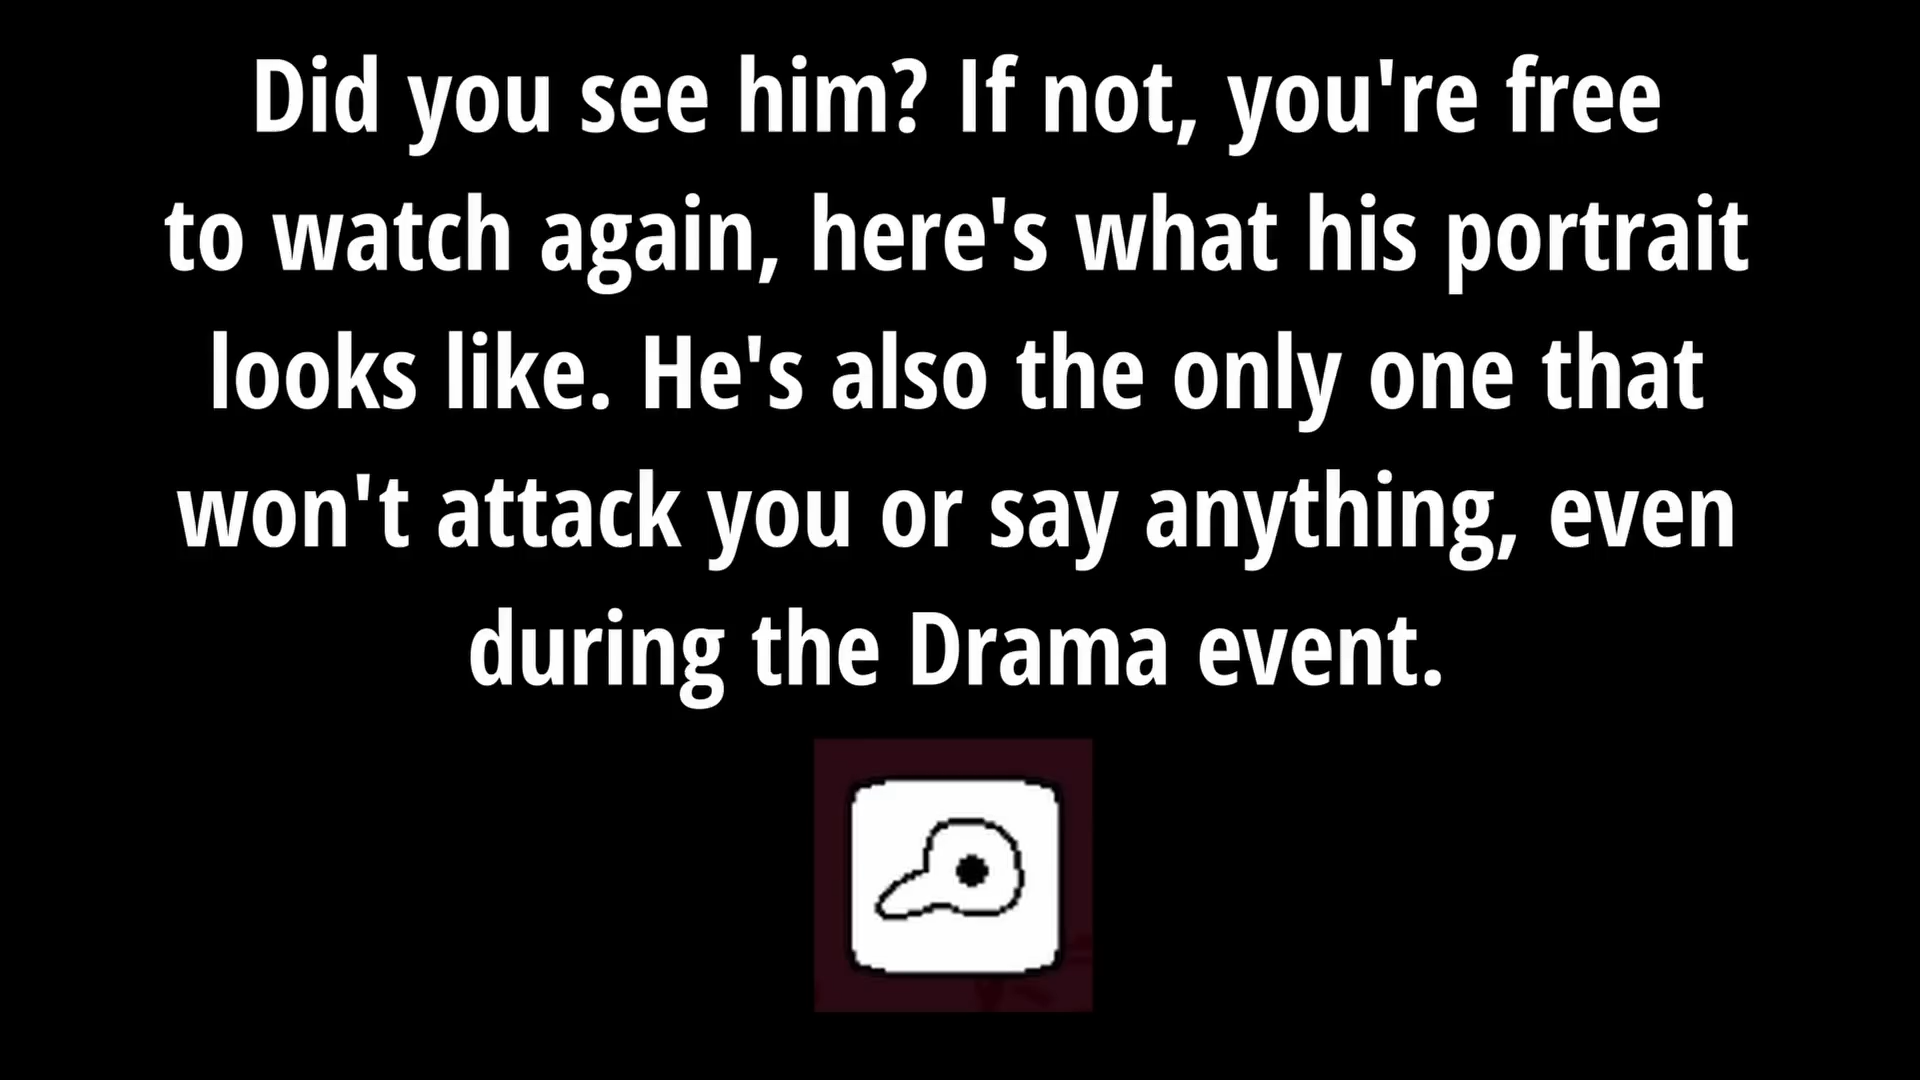 Did you see him? If not, you're free
to watch again, here's what his portrait
looks like. He's also the only one that
won't attack you or say anything, even
during the Drama event.